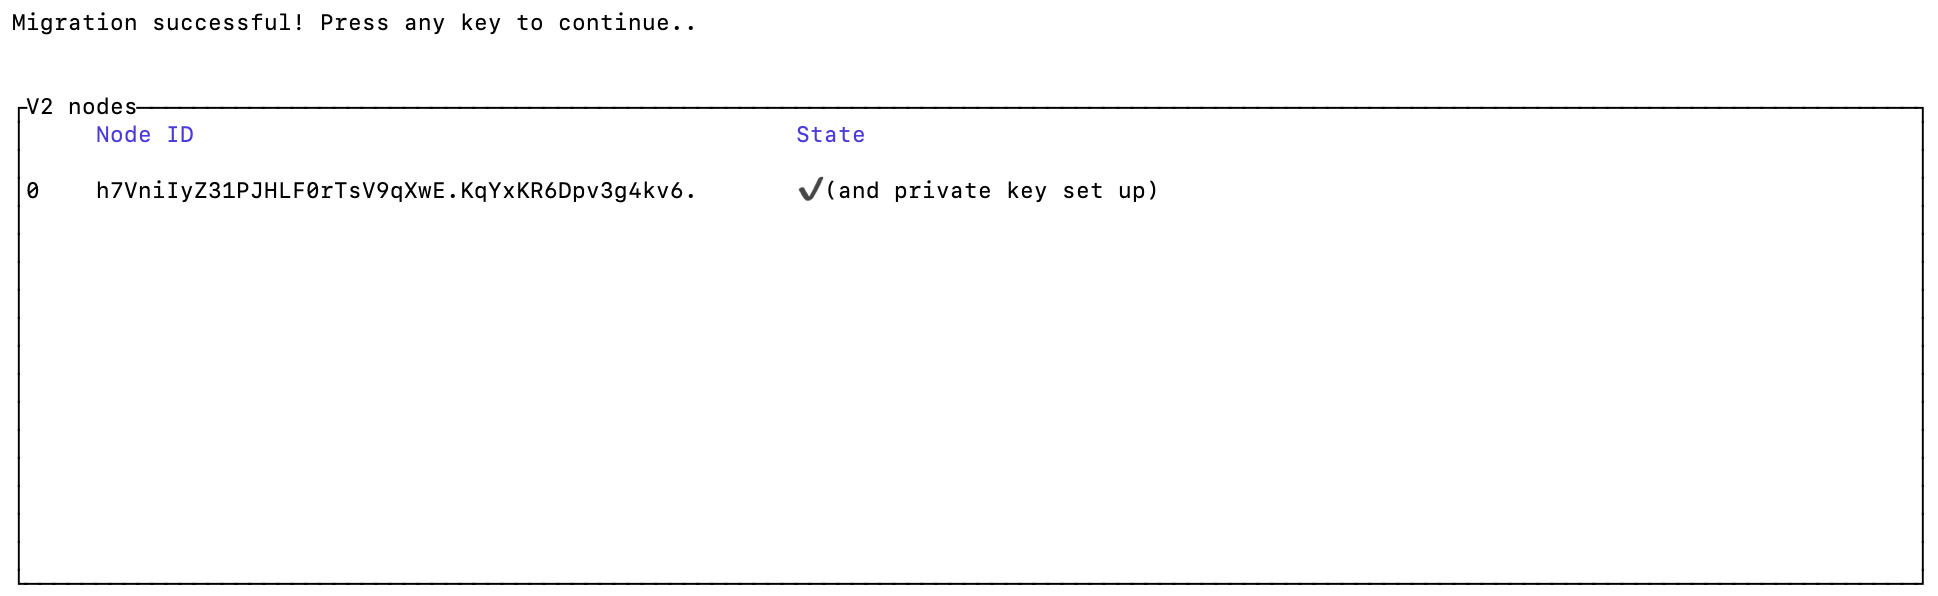 Migration successful! Press any key to continue..
V2 nodes
Node ID State
0 h7VniIyZ31PJHLF0rTsV9qXwE.KqYxKR6Dpv3g4kv6. ✔(and private key set up)